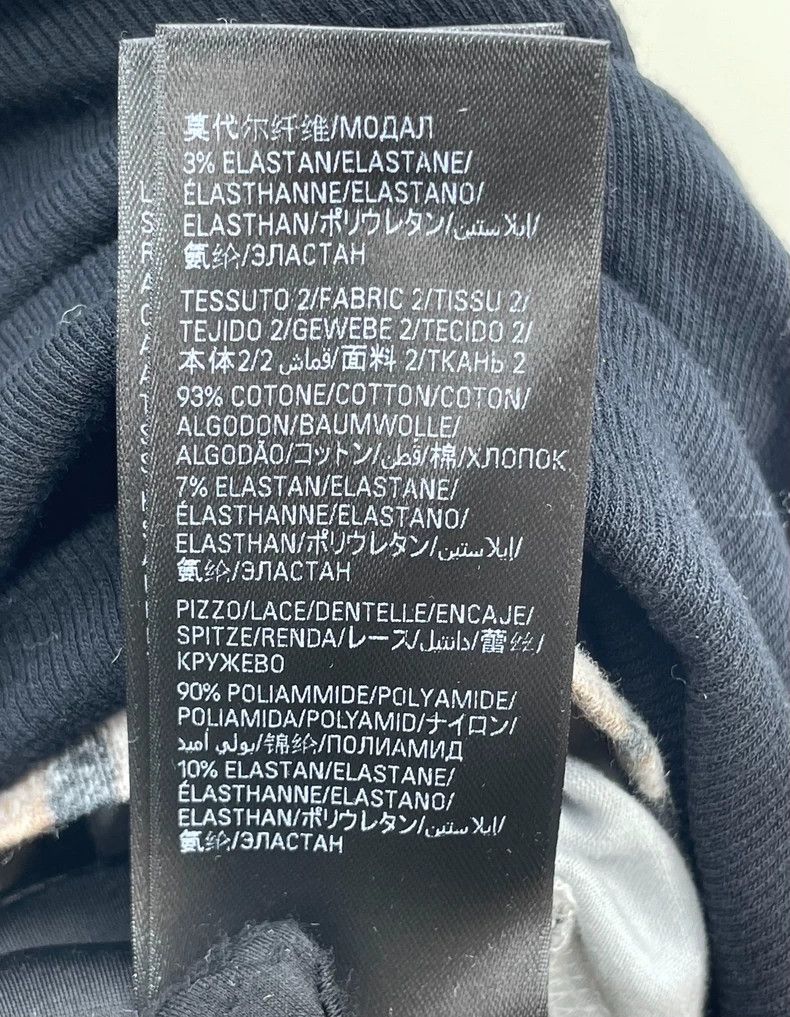 莫代尔纤维/МОДАЛ
3% ELASTAN/ELASTANE/
ÉLASTHANNE/ELASTANO/
ELASTHAN/ポリウレタン/إيلاستين/
氨纶/ЭЛАСТАН
TESSUTO 2/FABRIC 2/TISSU 2/
TEJIDO 2/GEWEBE 2/TECIDO 2/
本体2/2 قماش/面料 2/ТКАНЬ 2
93% COTONE/COTTON/COTON/
ALGODON/BAUMWOLLE/
ALGODÃO/コットン/قطن/棉/ХЛОПОК
7% ELASTAN/ELASTANE/
ÉLASTHANNE/ELASTANO/
ELASTHAN/ポリウレタン/إيلاستين/
氨纶/ЭЛАСТАН
PIZZO/LACE/DENTELLE/ENCAJE/
SPITZE/RENDA/レース/دانتيل/蕾丝/
КРУЖЕВО
90% POLIAMMIDE/POLYAMIDE/
POLIAMIDA/POLYAMID/ナイロン/
بولي أميد/锦纶/ПОЛИАМИД
10% ELASTAN/ELASTANE/
ÉLASTHANNE/ELASTANO/
ELASTHAN/ポリウレタン/إيلاستين/
氨纶/ЭЛАСТАН